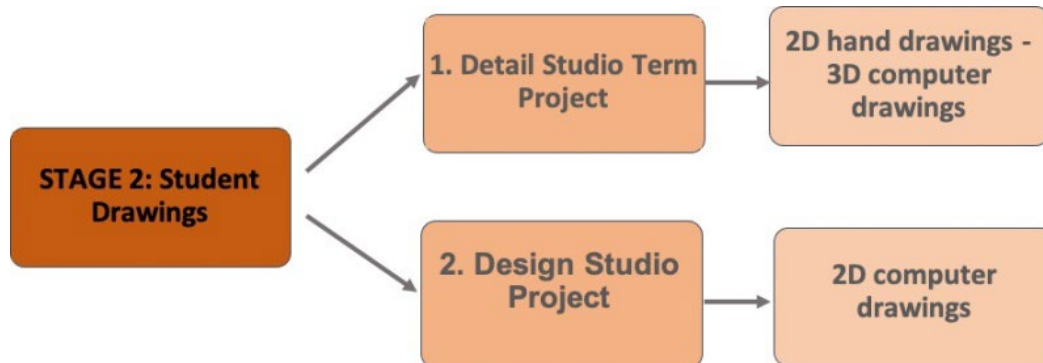 STAGE 2: Student
Drawings
1. Detail Studio Term
Project
2D hand drawings -
3D computer
drawings
2. Design Studio
Project
2D computer
drawings